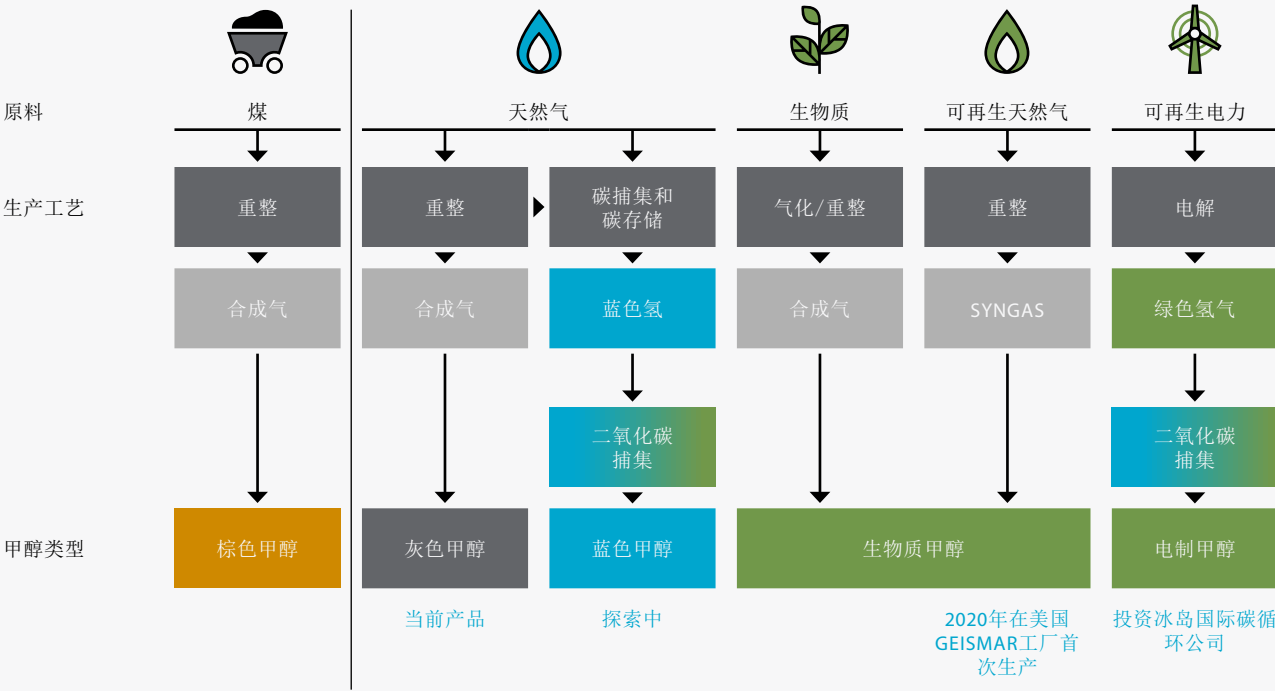 原料
煤
天然气
生物质
可再生天然气
可再生电力
生产工艺
重整
重整
碳捕集和
碳存储
气化/重整
重整
电解
合成气
合成气
蓝色氢
合成气
SYNGAS
绿色氢气
二氧化碳
捕集
二氧化碳
捕集
甲醇类型
棕色甲醇
灰色甲醇
蓝色甲醇
生物质甲醇
电制甲醇
当前产品
探索中
2020年在美国
GEISMAR工厂首
次生产
投资冰岛国际碳循
环公司